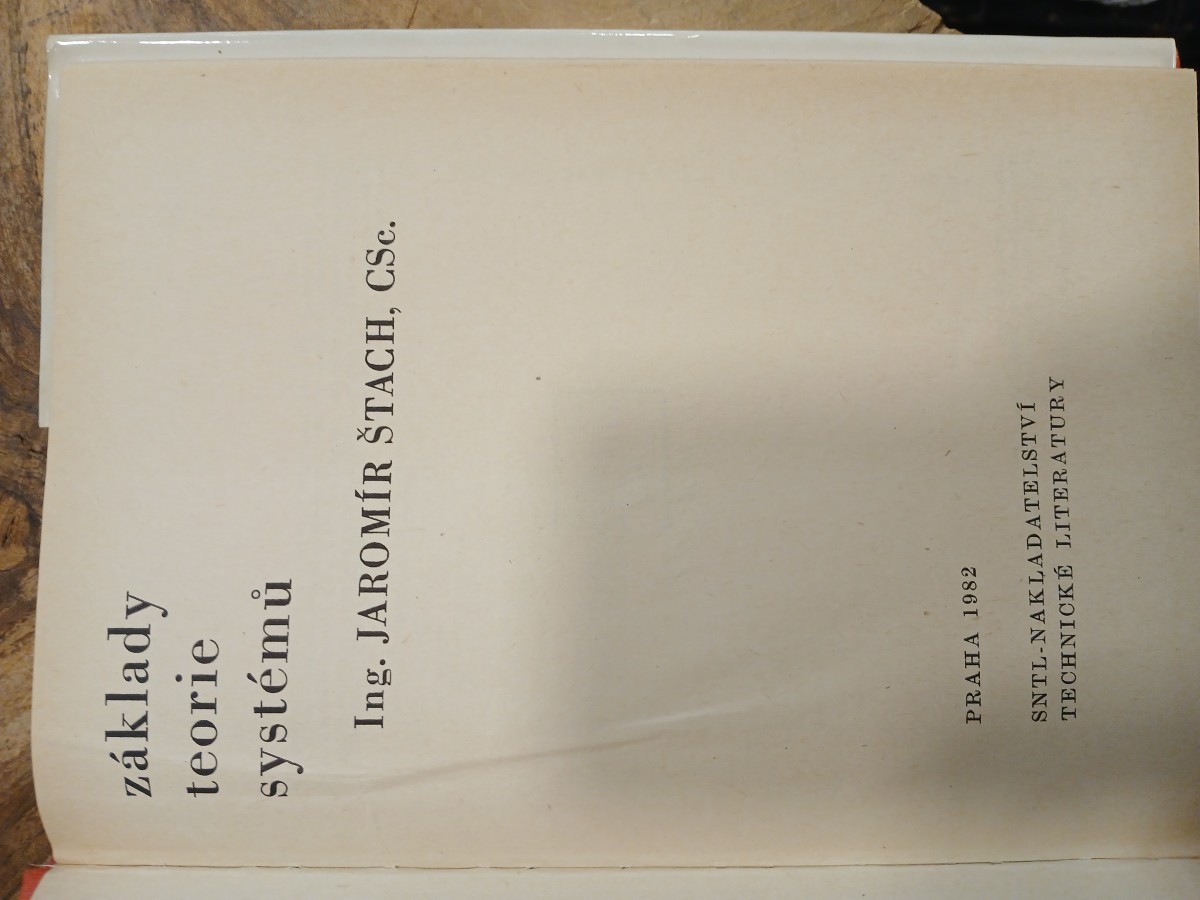 základy
teorie
systémů
Ing. JAROMÍR ŠTACH, CSc.
PRAHA 1982
SNTL-NAKLADATELSTVÍ
TECHNICKÉ LITERATURY